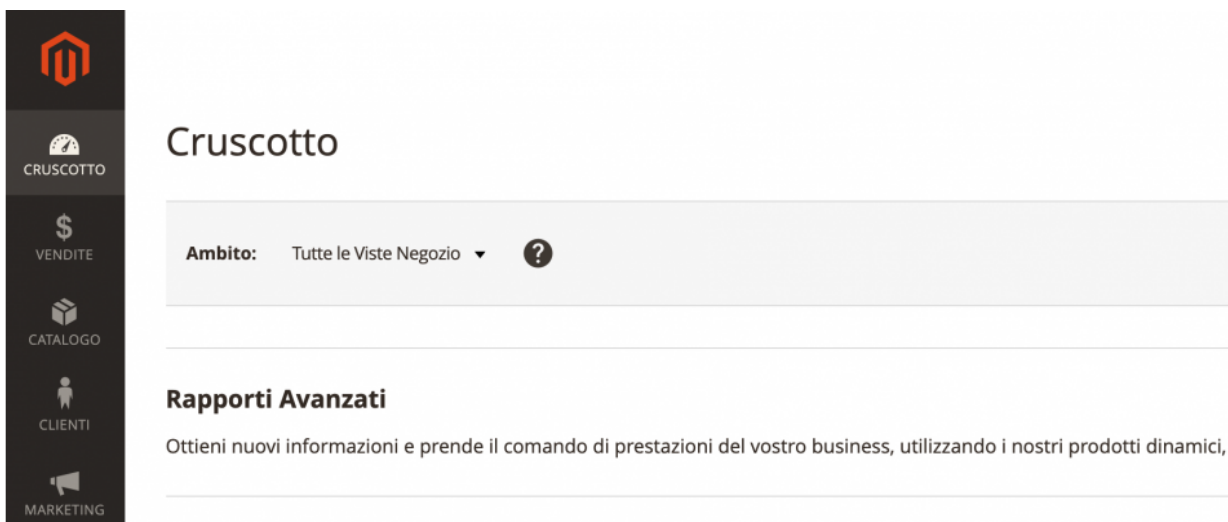 CRUSCOTTO
VENDITE
CATALOGO
CLIENTI
MARKETING
Cruscotto
Ambito: Tutte le Viste Negozio
Rapporti Avanzati
Ottieni nuovi informazioni e prende il comando di prestazioni del vostro business, utilizzando i nostri prodotti dinamici,